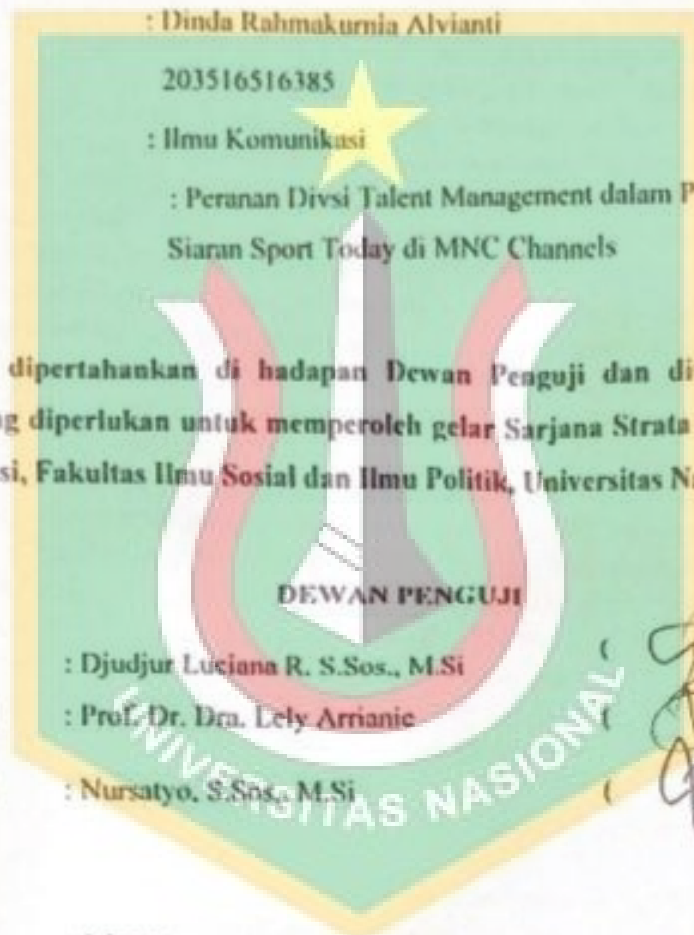 : Dinda Rahmakurnia Alvianti
203516516385
: Ilmu Komunikasi
: Peranan Divsi Talent Management dalam P
Siaran Sport Today di MNC Channels
dipertahankan di hadapan Dewan Penguji dan di
g diperlukan untuk memperoleh gelar Sarjana Strata
si, Fakultas Ilmu Sosial dan Ilmu Politik, Universitas Na
DEWAN PENGUJI
: Djudjur Luciana R. S.Sos., M.Si (
: Prof. Dr. Dra. Lely Arrianie (
: Nursatyo, S.Sos., M.Si (
UNIVERSITAS NASIONAL